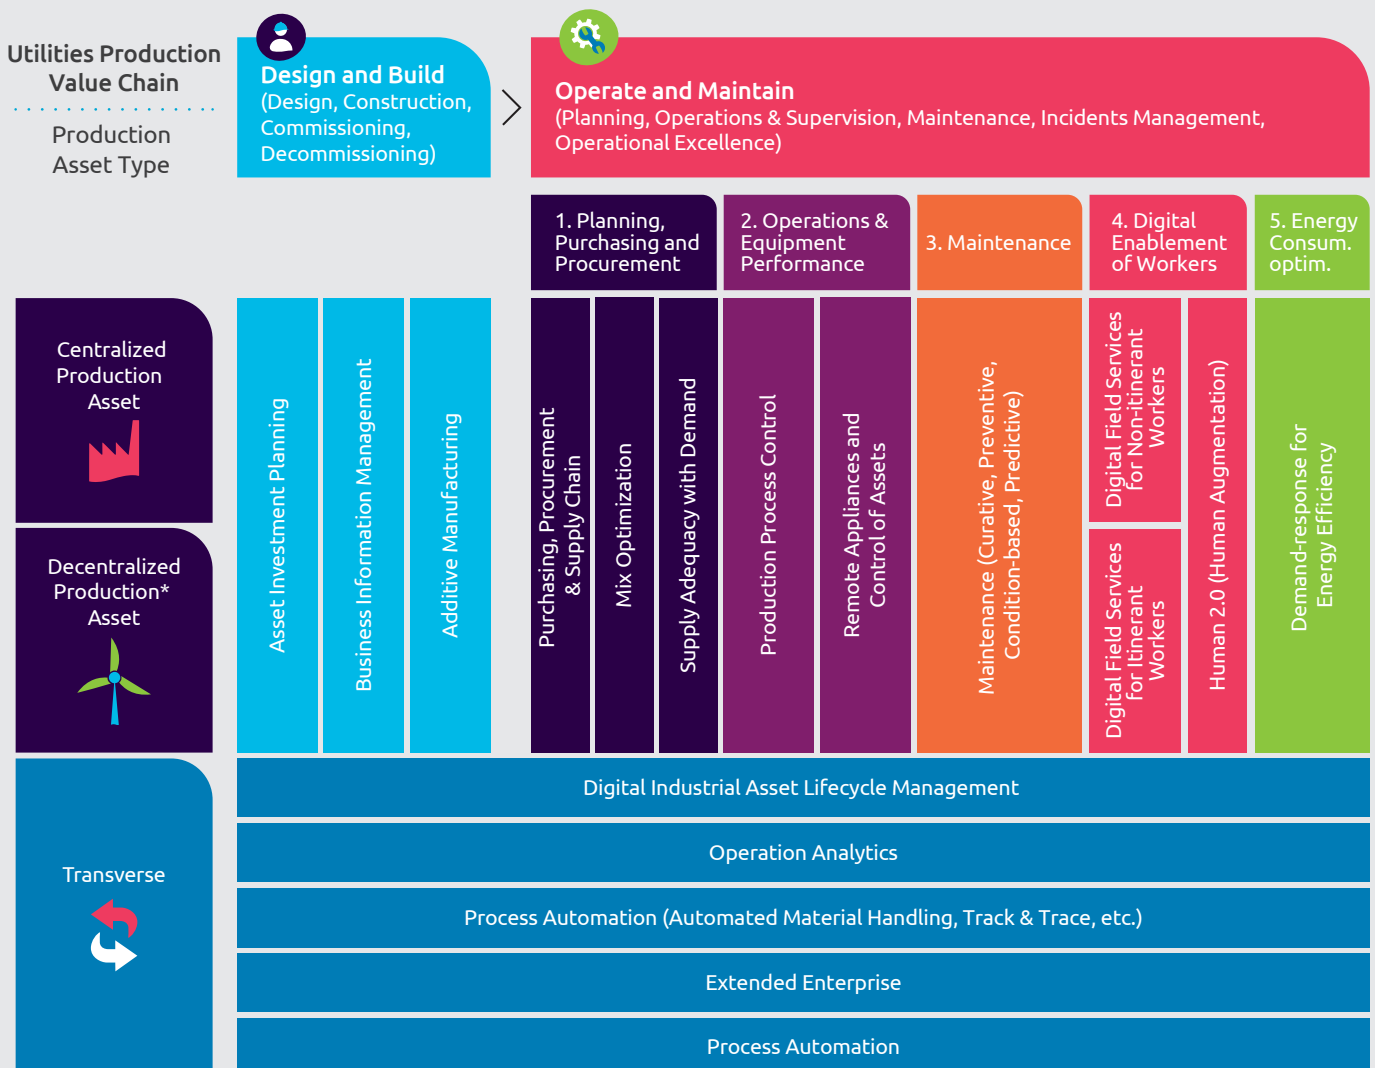 Utilities Production
Value Chain
Production
Asset Type
Design and Build
(Design, Construction,
Commissioning,
Decommissioning)
Operate and Maintain
(Planning, Operations & Supervision, Maintenance, Incidents Management,
Operational Excellence)
1. Planning,
Purchasing and
Procurement
2. Operations &
Equipment
Performance
3. Maintenance
4. Digital
Enablement
of Workers
5. Energy
Consum.
optim.
Centralized
Production
Asset
Decentralized
Production*
Asset
Asset Investment Planning
Business Information Management
Additive Manufacturing
Purchasing, Procurement
& Supply Chain
Mix Optimization
Supply Adequacy with Demand
Production Process Control
Remote Appliances and
Control of Assets
Maintenance (Curative, Preventive,
Condition-based, Predictive)
Digital Field Services
for Non-itinerant
Workers
Digital Field Services
for Itinerant
Workers
Human 2.0 (Human Augmentation)
Demand-response for
Energy Efficiency
Transverse
Digital Industrial Asset Lifecycle Management
Operation Analytics
Process Automation (Automated Material Handling, Track & Trace, etc.)
Extended Enterprise
Process Automation